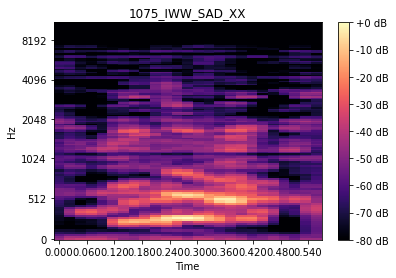 1075_IWW_SAD_XX
+0 dB
8192
-10 dB
4096
-20 dB
-30 dB
2048
Hz
-40 dB
1024
-50 dB
-60 dB
512
-70 dB
0
-80 dB
0.0000.0600.1200.1800.2400.3000.3600.4200.4800.540
Time